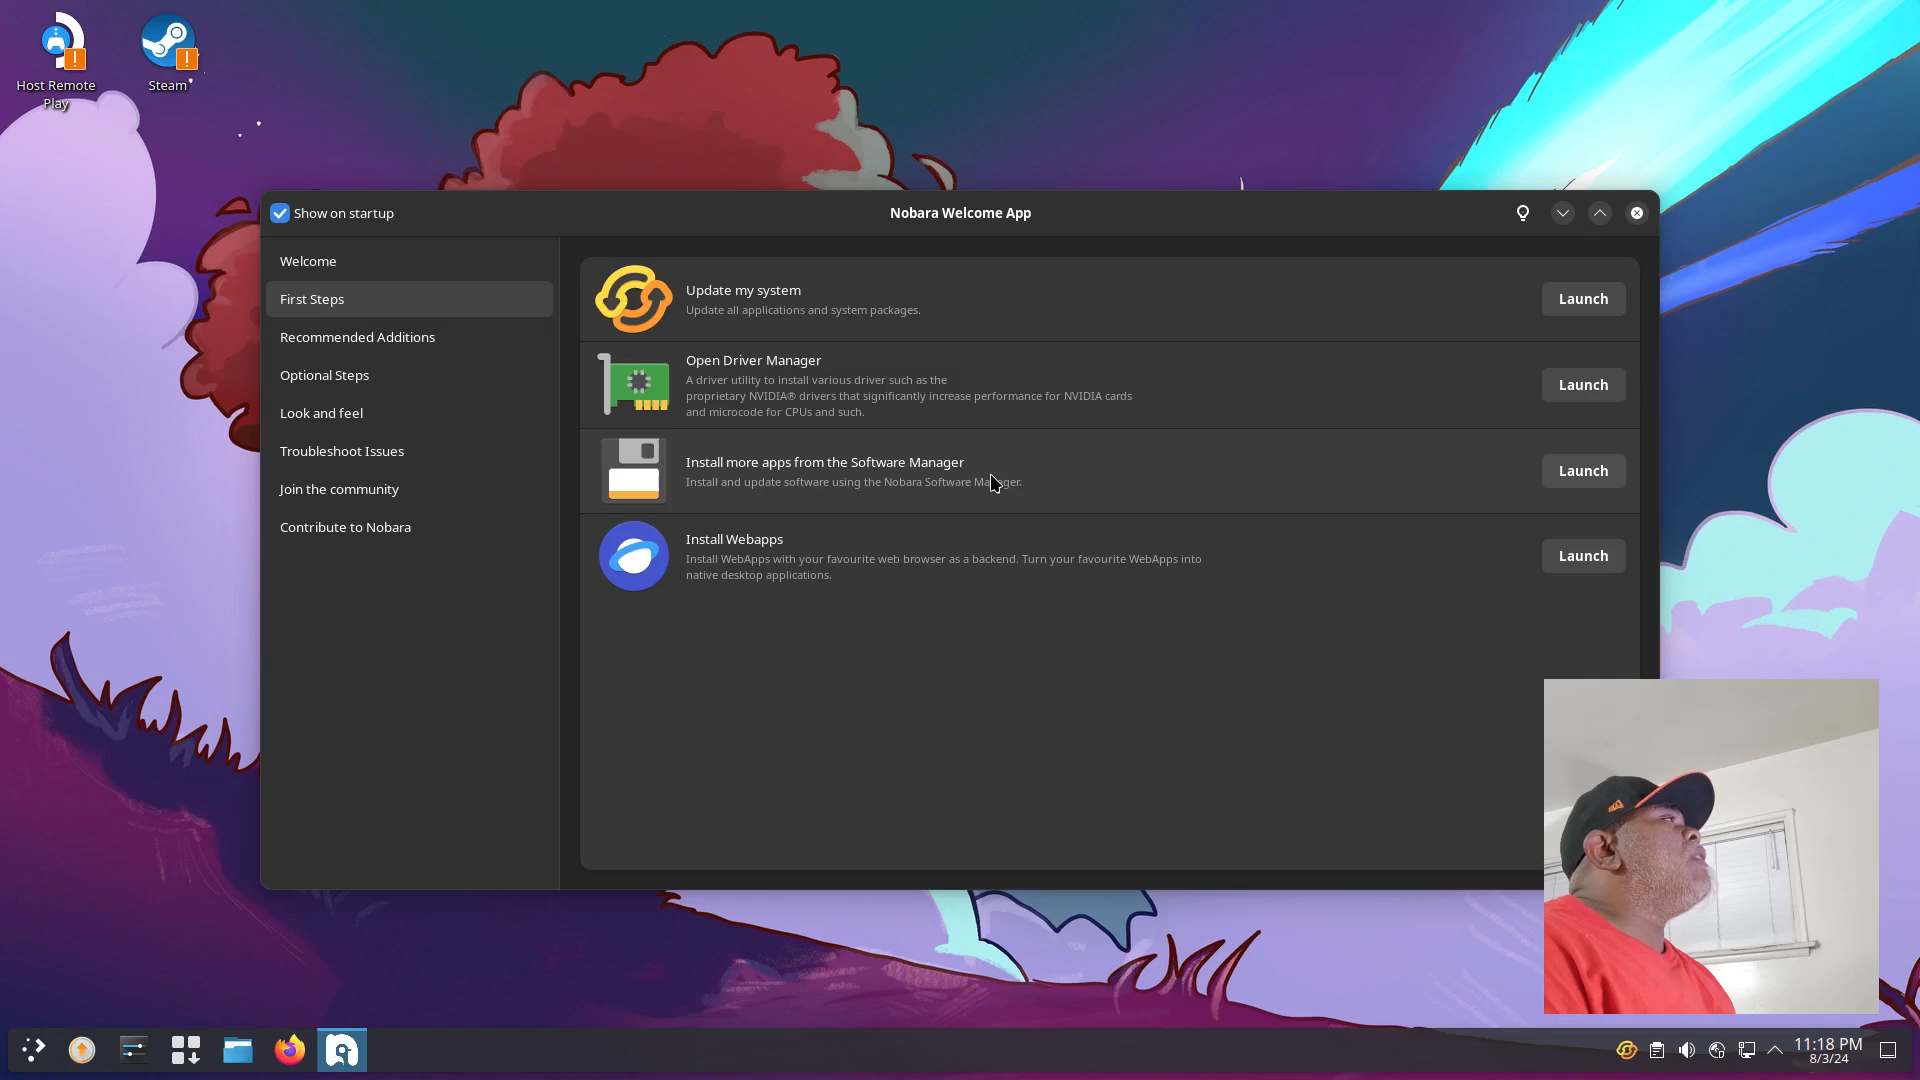 Host Remote
Play
Steam
Show on startup
Nobara Welcome App
Welcome
First Steps
Recommended Additions
Optional Steps
Look and feel
Troubleshoot Issues
Join the community
Contribute to Nobara
Update my system
Update all applications and system packages.
Launch
Open Driver Manager
A driver utility to install various driver such as the
proprietary NVIDIA® drivers that significantly increase performance for NVIDIA cards
and microcode for CPUs and such.
Launch
Install more apps from the Software Manager
Install and update software using the Nobara Software Manager.
Launch
Install Webapps
Install WebApps with your favourite web browser as a backend. Turn your favourite WebApps into
native desktop applications.
Launch
11:18 PM
8/3/24